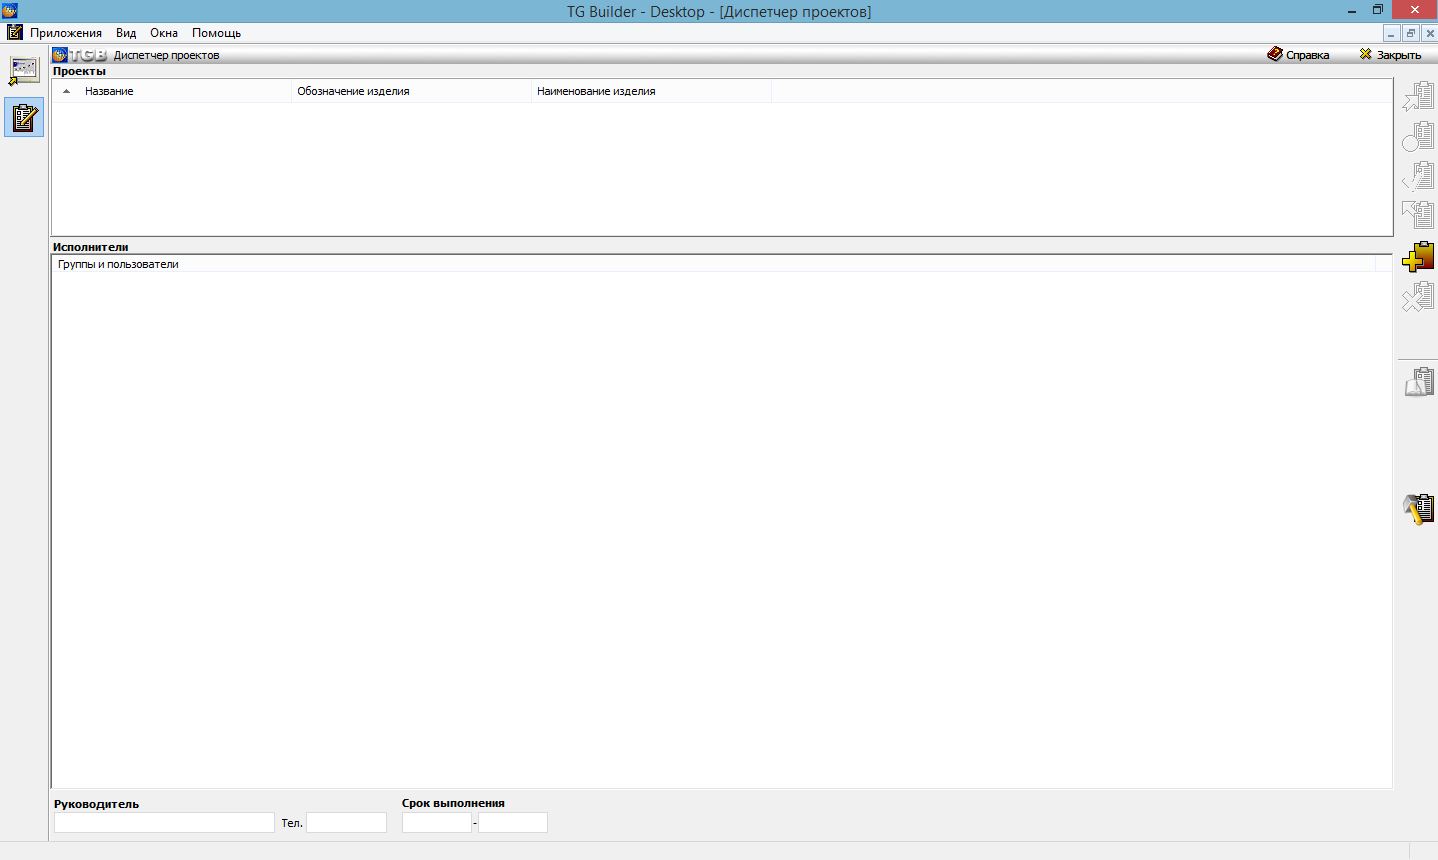 TG Builder - Desktop - [Диспетчер проектов]
Приложения Вид Окна Помощь
TGB Диспетчер проектов Справка Закрыть
Проекты
Название Обозначение изделия Наименование изделия
Исполнители
Группы и пользователи
Руководитель Срок выполнения
Тел. -